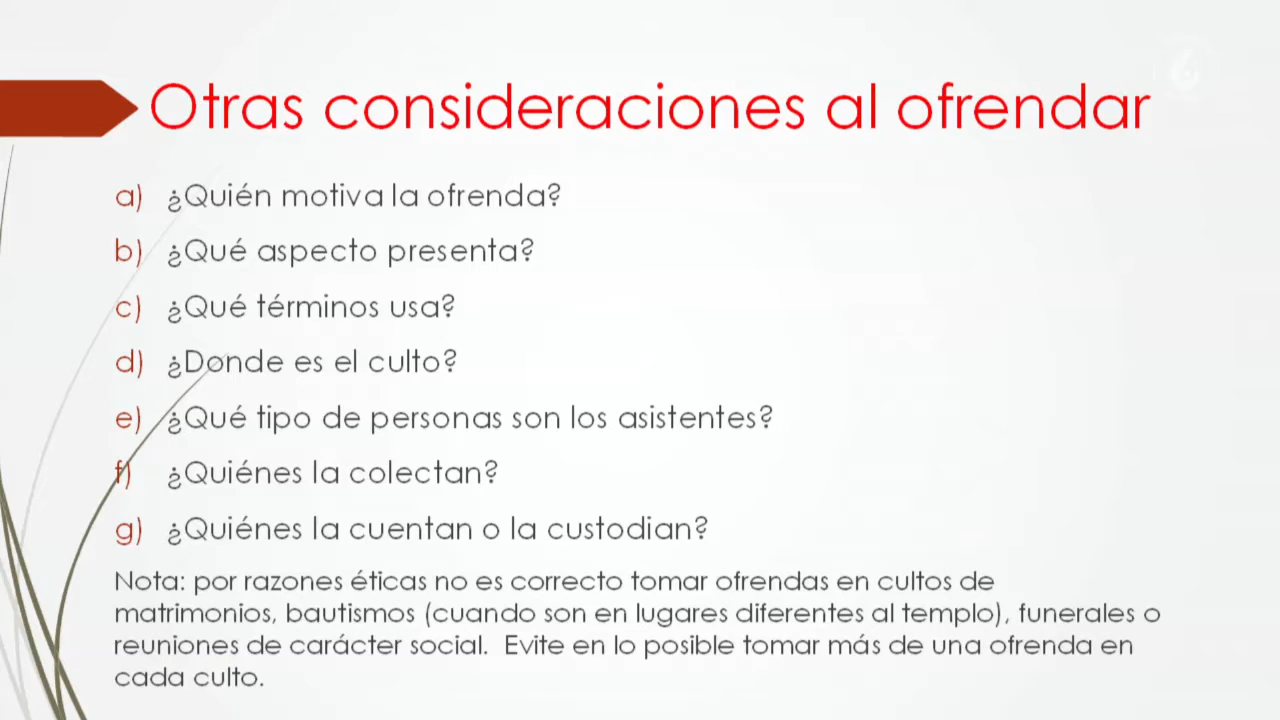 Otras consideraciones al ofrendar
a) ¿Quién motiva la ofrenda?
b) ¿Qué aspecto presenta?
c) ¿Qué términos usa?
d) ¿Donde es el culto?
e) ¿Qué tipo de personas son los asistentes?
f) ¿Quiénes la colectan?
g) ¿Quiénes la cuentan o la custodian?
Nota: por razones éticas no es correcto tomar ofrendas en cultos de
matrimonios, bautismos (cuando son en lugares diferentes al templo), funerales o
reuniones de carácter social. Evite en lo posible tomar más de una ofrenda en
cada culto.